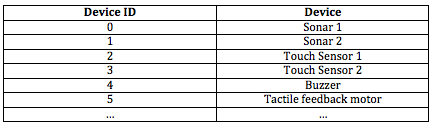 Device ID Device
0 Sonar 1
1 Sonar 2
2 Touch Sensor 1
3 Touch Sensor 2
4 Buzzer
5 Tactile feedback motor
... ...